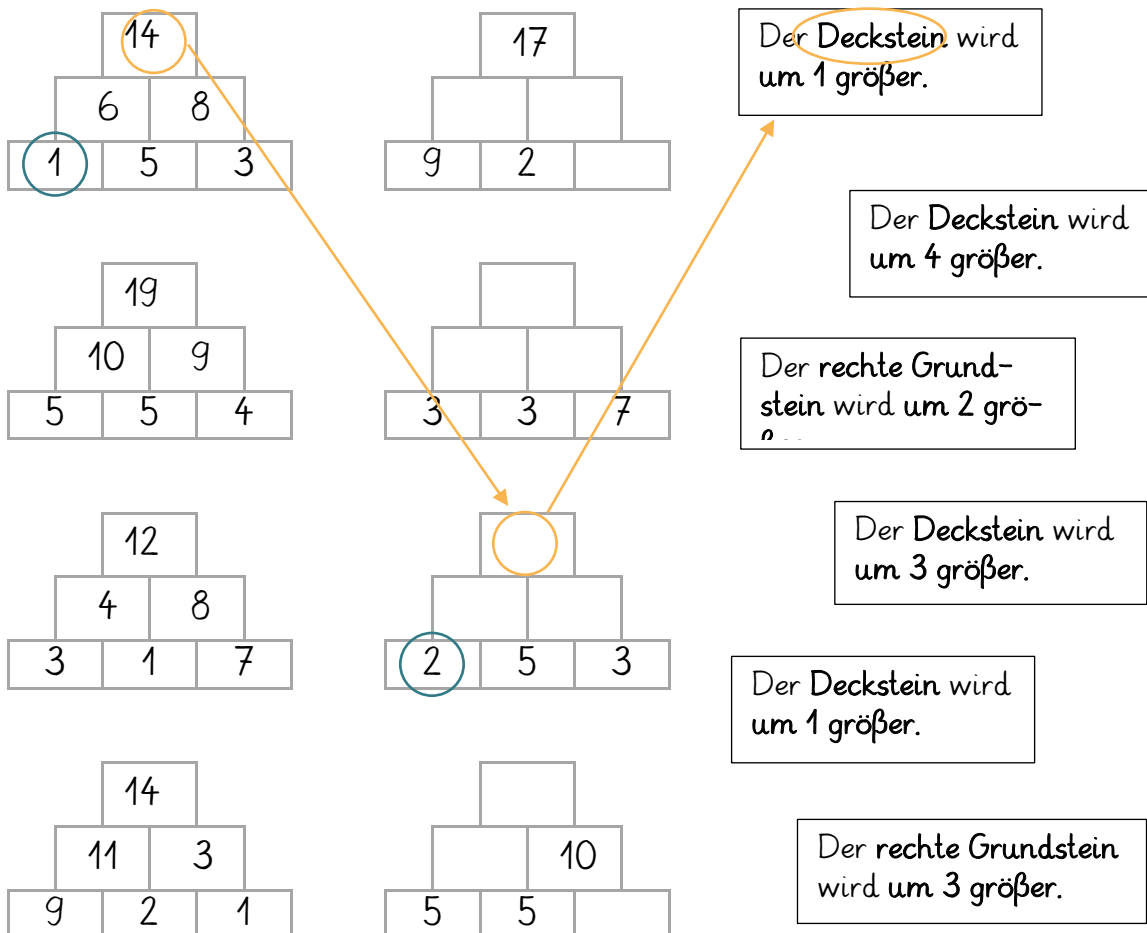 14
6 8
1 5 3
17
9 2
Der Deckstein wird
um 1 größer.
Der Deckstein wird
um 4 größer.
19
10 9
5 5 4
3 3 7
Der rechte Grund-
stein wird um 2 grö-
12
4 8
3 1 7
2 5 3
Der Deckstein wird
um 3 größer.
Der Deckstein wird
um 1 größer.
14
11 3
9 2 1
10
5 5
Der rechte Grundstein
wird um 3 größer.